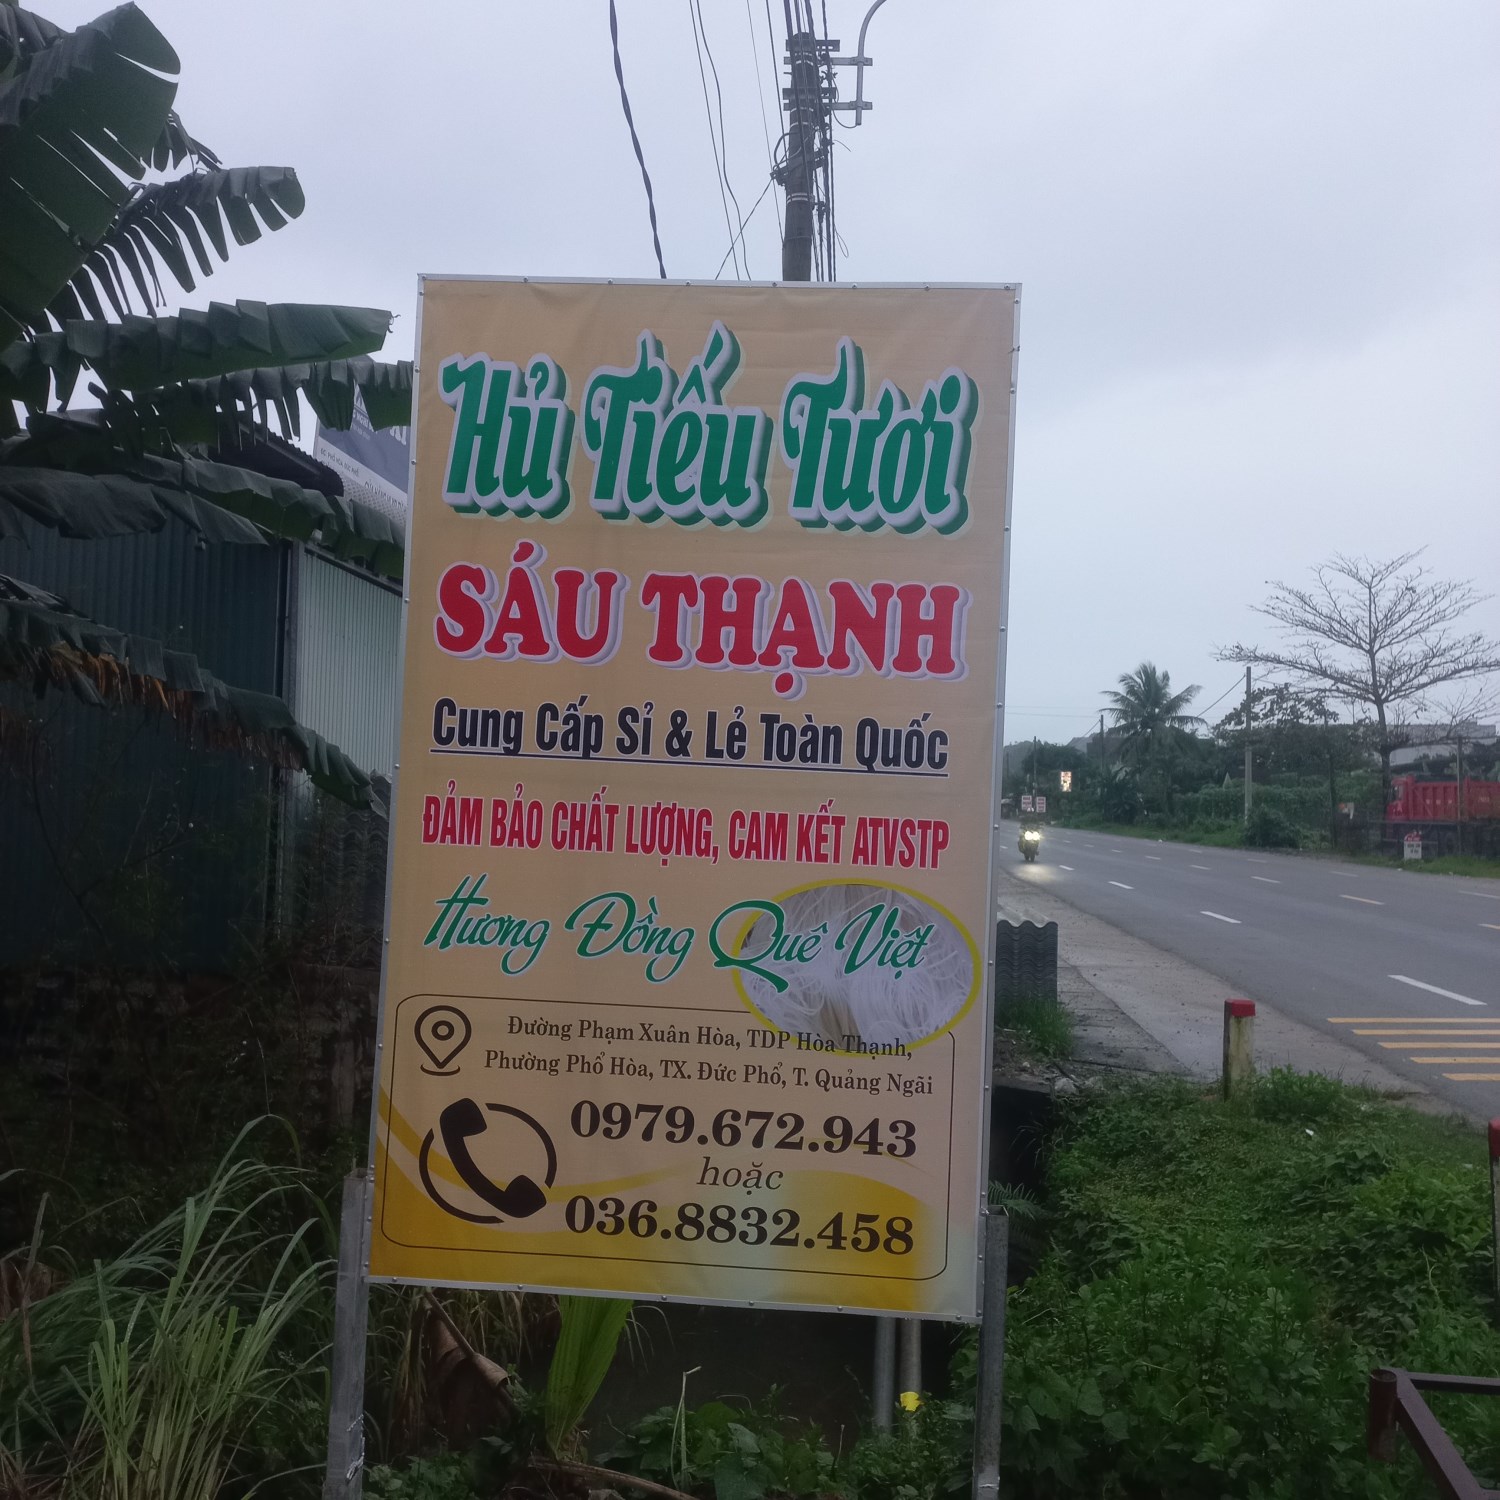 Hủ Tiếu Tươi
SÁU THẠNH
Cung Cấp Sỉ & Lẻ Toàn Quốc
ĐẢM BẢO CHẤT LƯỢNG, CAM KẾT ATVSTP
Hương Đồng Quê Việt
Đường Phạm Xuân Hòa, TDP Hòa Thạnh,
Phường Phổ Hòa, TX. Đức Phổ, T. Quảng Ngãi
0979.672.943
hoặc
036.8832.458